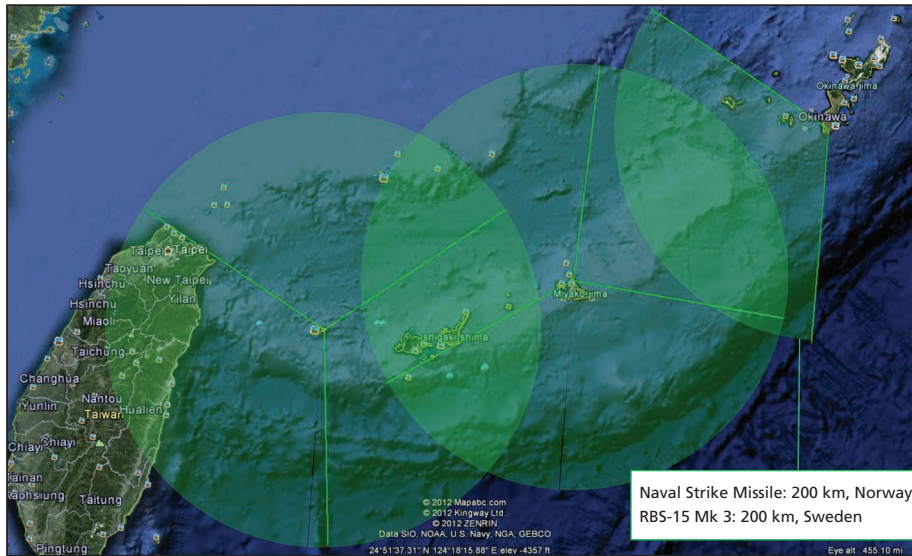 Okinawa-jima
Okinawa
Taipei Taipei
Taoyuan
New Taipei
Hsinchu
Yilan
Hsinchu
Miyako-jima
Miaoli
Ishigaki-shima
Taichung
Changhua
Nantou
Yunlin
Hualien
Taiwan
Chiayi Chiayi
Tainan
Kaohsiung
Taitung
Pingtung
Naval Strike Missile: 200 km, Norway
RBS-15 Mk 3: 200 km, Sweden
© 2012 Mapabc.com
© 2012 Kingway Ltd
© 2012 ZENRIN
Data SIO, NOAA, U.S. Navy, NGA, GEBCO
24°51'37.31" N 124°18'15.88" E elev -4357 ft
Eye alt 455.10 mi